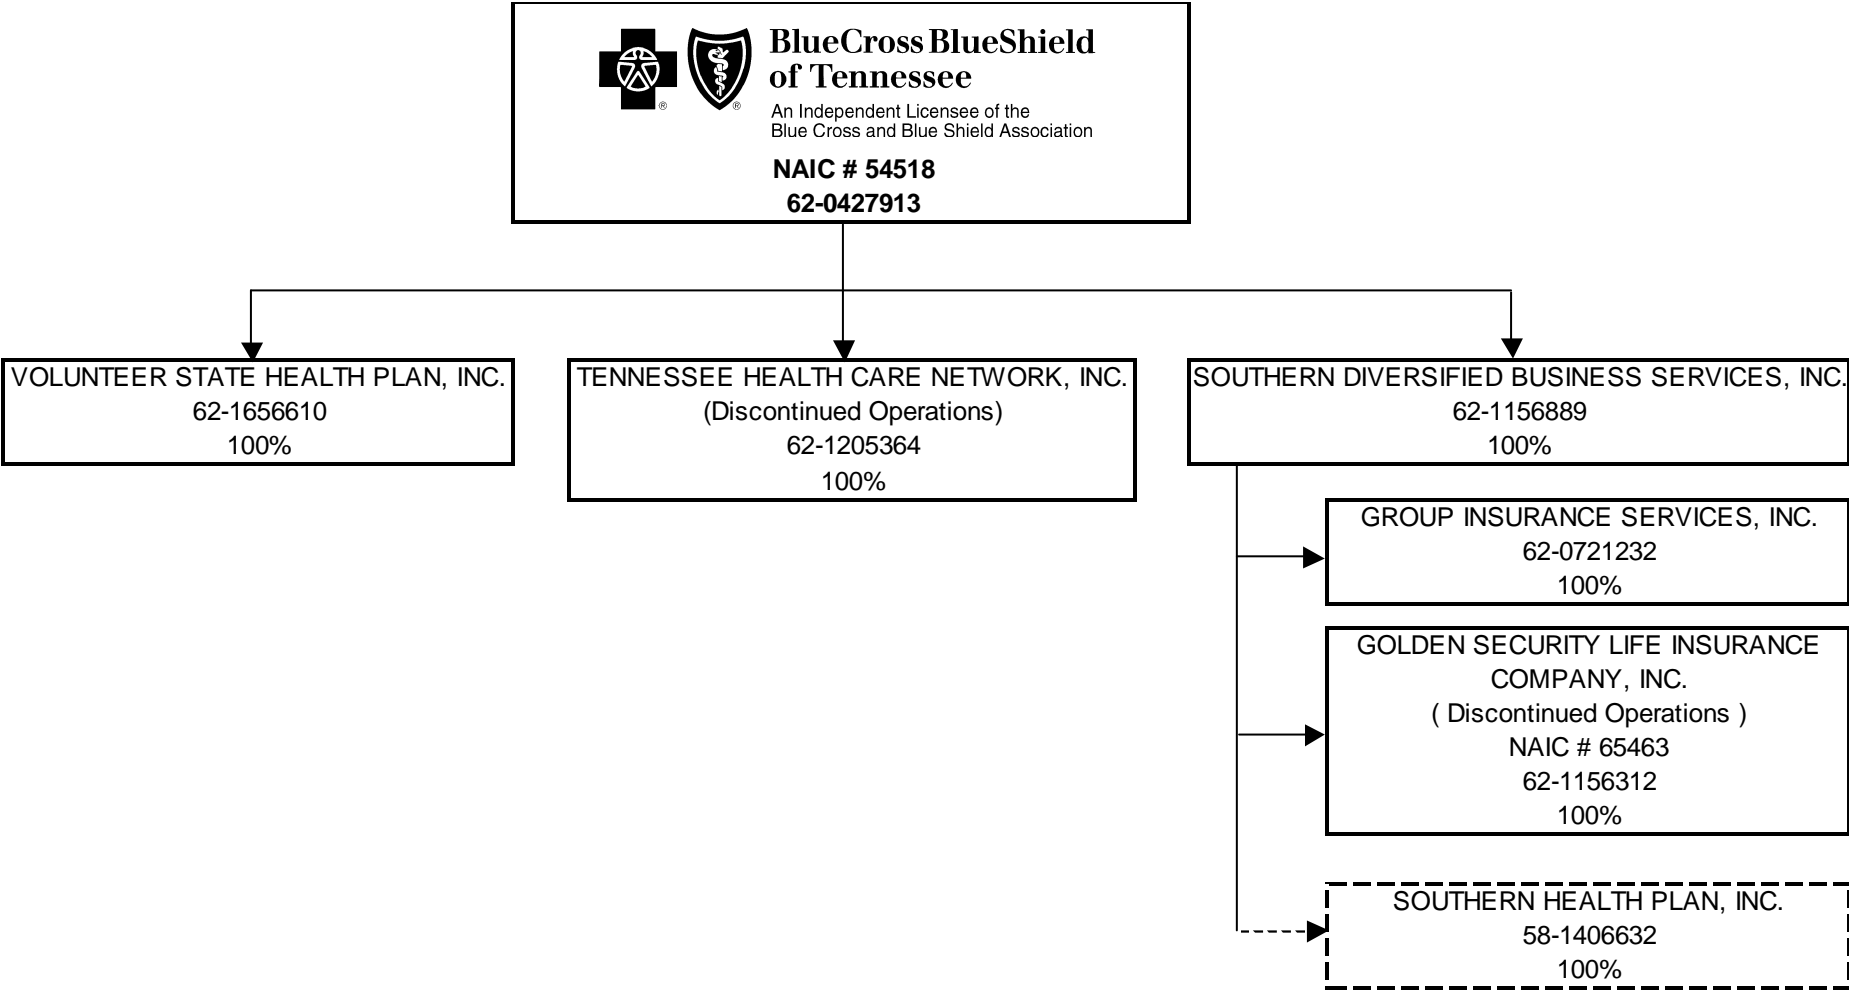 BlueCross BlueShield
of Tennessee
® ®
An Independent Licensee of the
Blue Cross and Blue Shield Association
NAIC # 54518
62-0427913
VOLUNTEER STATE HEALTH PLAN, INC.
62-1656610
100%
TENNESSEE HEALTH CARE NETWORK, INC.
(Discontinued Operations)
62-1205364
100%
SOUTHERN DIVERSIFIED BUSINESS SERVICES, INC.
62-1156889
100%
GROUP INSURANCE SERVICES, INC.
62-0721232
100%
GOLDEN SECURITY LIFE INSURANCE
COMPANY, INC.
( Discontinued Operations )
NAIC # 65463
62-1156312
100%
SOUTHERN HEALTH PLAN, INC.
58-1406632
100%